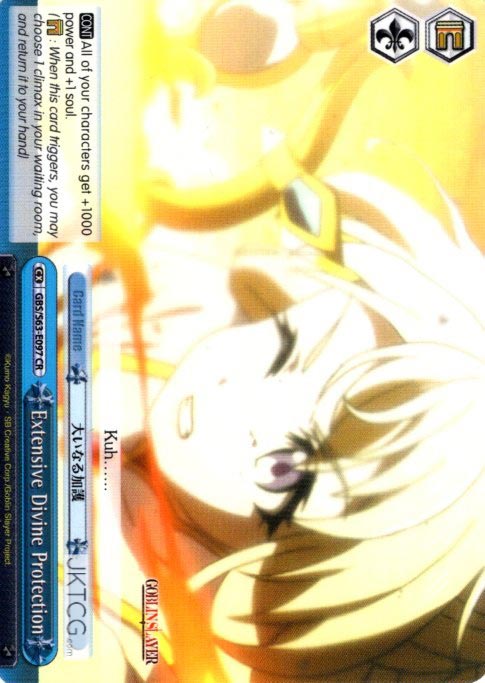 [CONT] All of your characters get +1000
power and +1 soul.
( : When this card triggers, you may
choose 1 climax in your waiting room,
and return it to your hand)
Kuh......
GOBLIN SLAYER
Card Name
大いなる加護
JKTCG.com
CX GBS/S63-E097 CR
Extensive Divine Protection
©Kumo Kagyu・SB Creative Corp./Goblin Slayer Project.